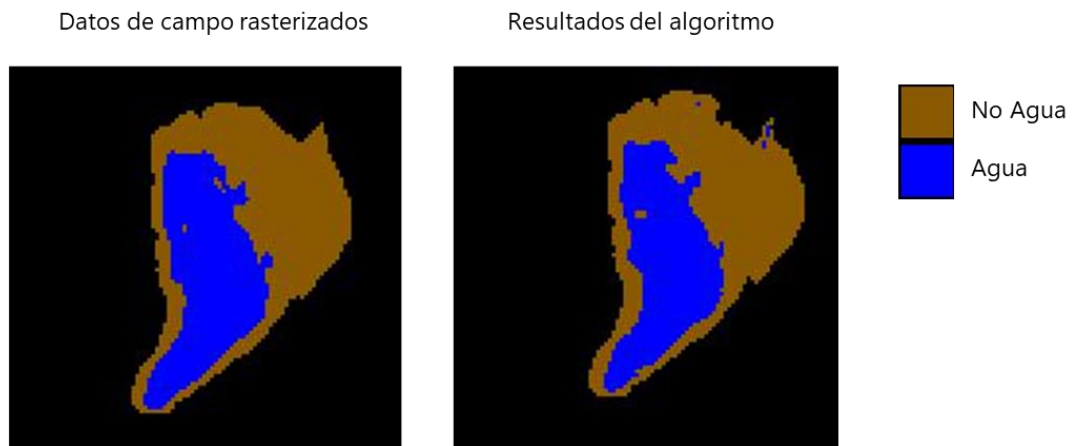 Datos de campo rasterizados
Resultados del algoritmo
No Agua
Agua